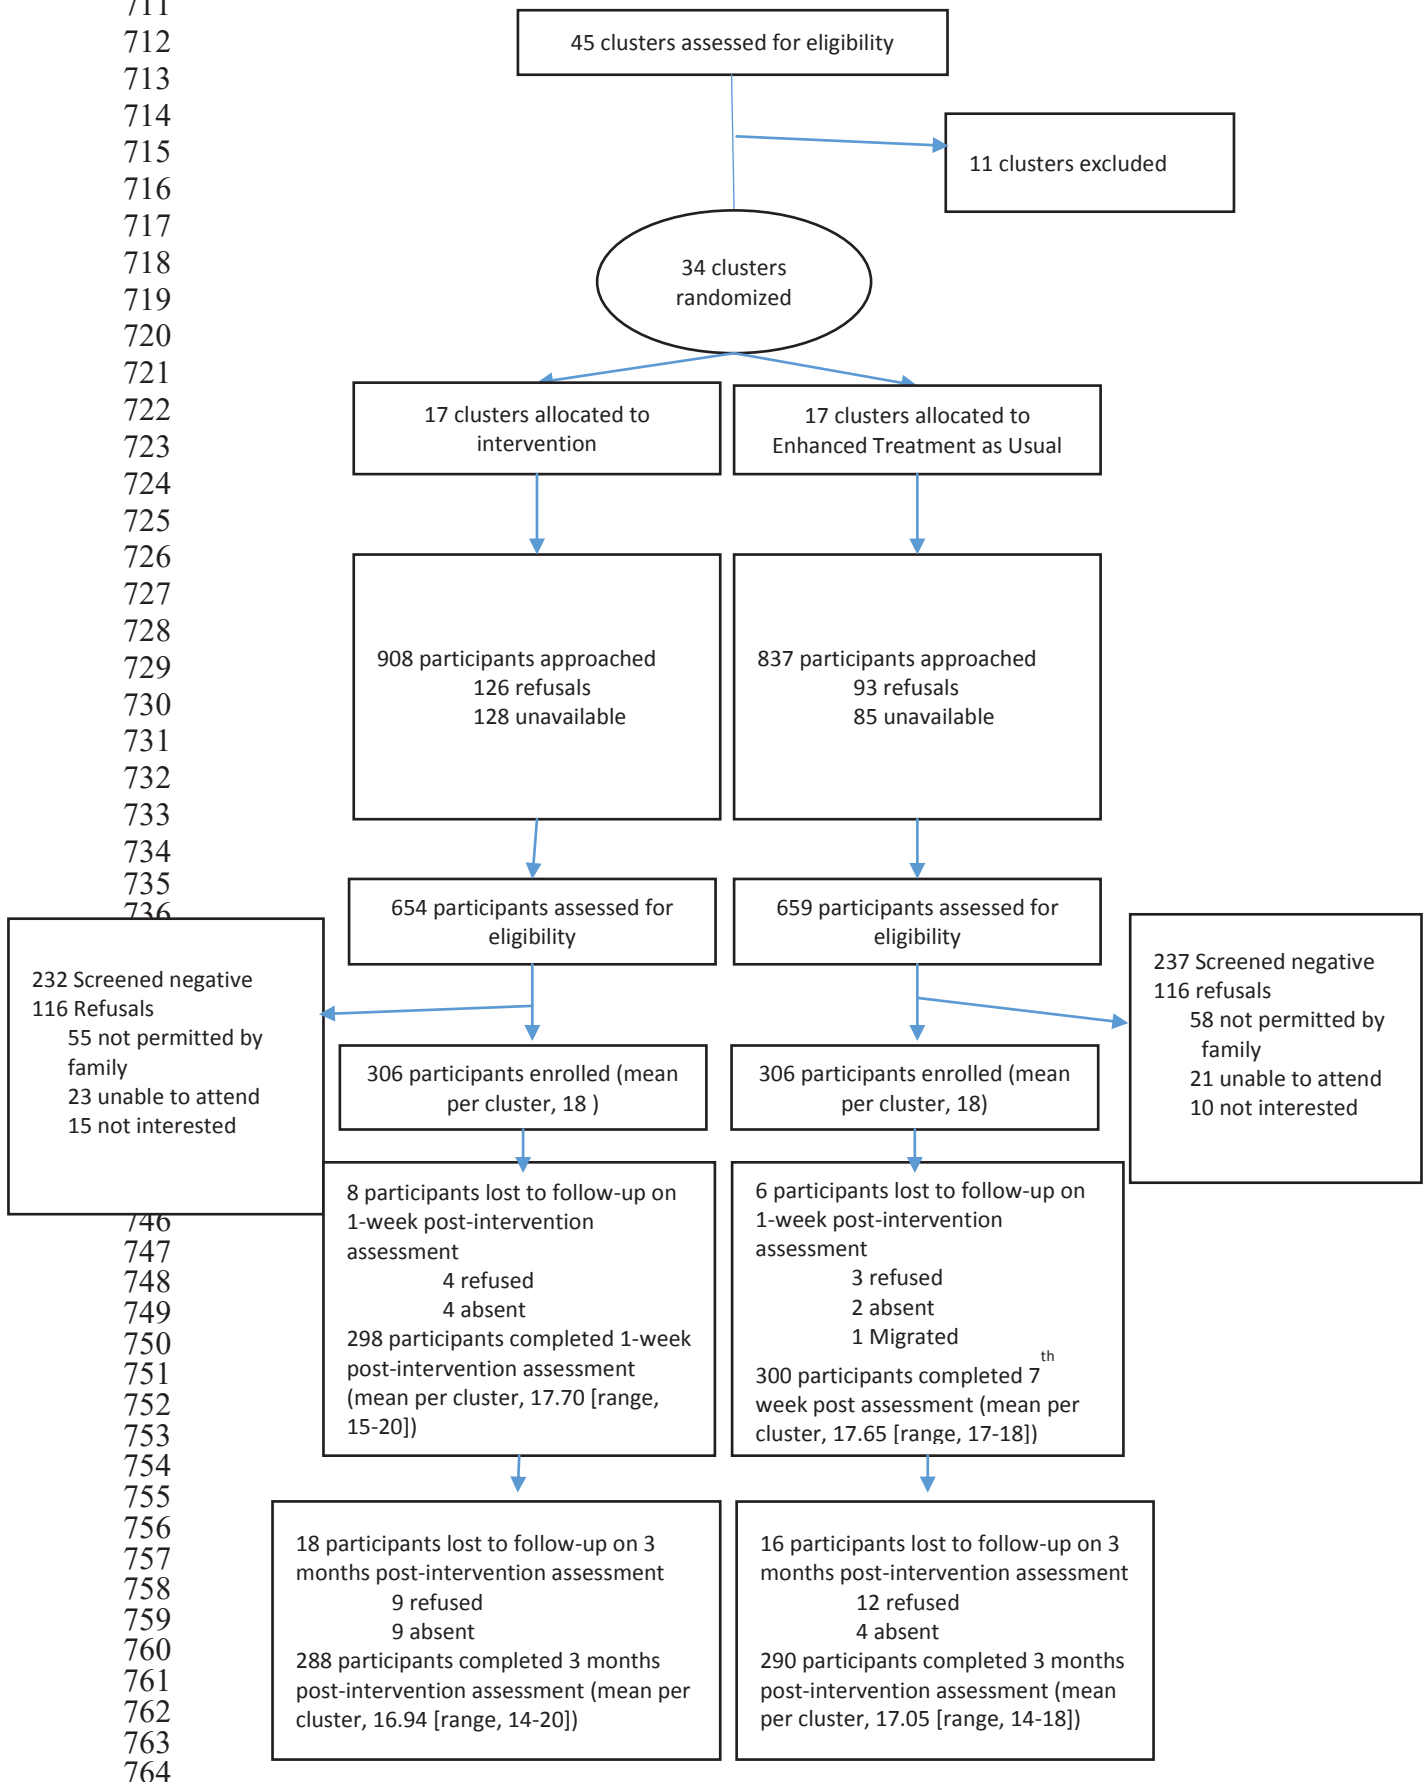 711
712
713
714
715
716
717
718
719
720
721
722
723
724
725
726
727
728
729
730
731
732
733
734
735
736
746
747
748
749
750
751
752
753
754
755
756
757
758
759
760
761
762
763
764
45 clusters assessed for eligibility
11 clusters excluded
34 clusters
randomized
17 clusters allocated to
intervention
17 clusters allocated to
Enhanced Treatment as Usual
908 participants approached
126 refusals
128 unavailable
837 participants approached
93 refusals
85 unavailable
654 participants assessed for
eligibility
659 participants assessed for
eligibility
232 Screened negative
116 Refusals
55 not permitted by
family
23 unable to attend
15 not interested
237 Screened negative
116 refusals
58 not permitted by
family
21 unable to attend
10 not interested
306 participants enrolled (mean
per cluster, 18 )
306 participants enrolled (mean
per cluster, 18)
8 participants lost to follow-up on
1-week post-intervention
assessment
4 refused
4 absent
298 participants completed 1-week
post-intervention assessment
(mean per cluster, 17.70 [range,
15-20])
6 participants lost to follow-up on
1-week post-intervention
assessment
3 refused
2 absent
1 Migrated
300 participants completed 7th
week post assessment (mean per
cluster, 17.65 [range, 17-18])
18 participants lost to follow-up on 3
months post-intervention assessment
9 refused
9 absent
288 participants completed 3 months
post-intervention assessment (mean per
cluster, 16.94 [range, 14-20])
16 participants lost to follow-up on 3
months post-intervention assessment
12 refused
4 absent
290 participants completed 3 months
post-intervention assessment (mean
per cluster, 17.05 [range, 14-18])